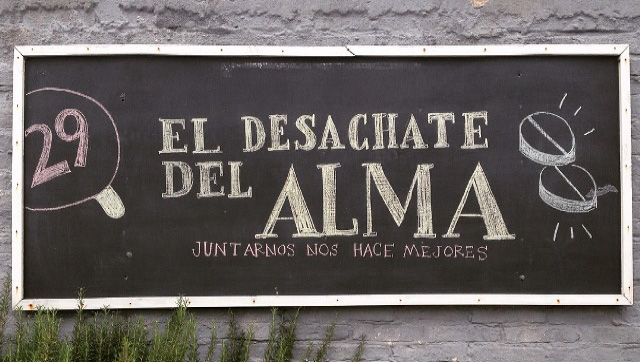 29
EL DESACHATE
DEL ALMA
JUNTARNOS NOS HACE MEJORES